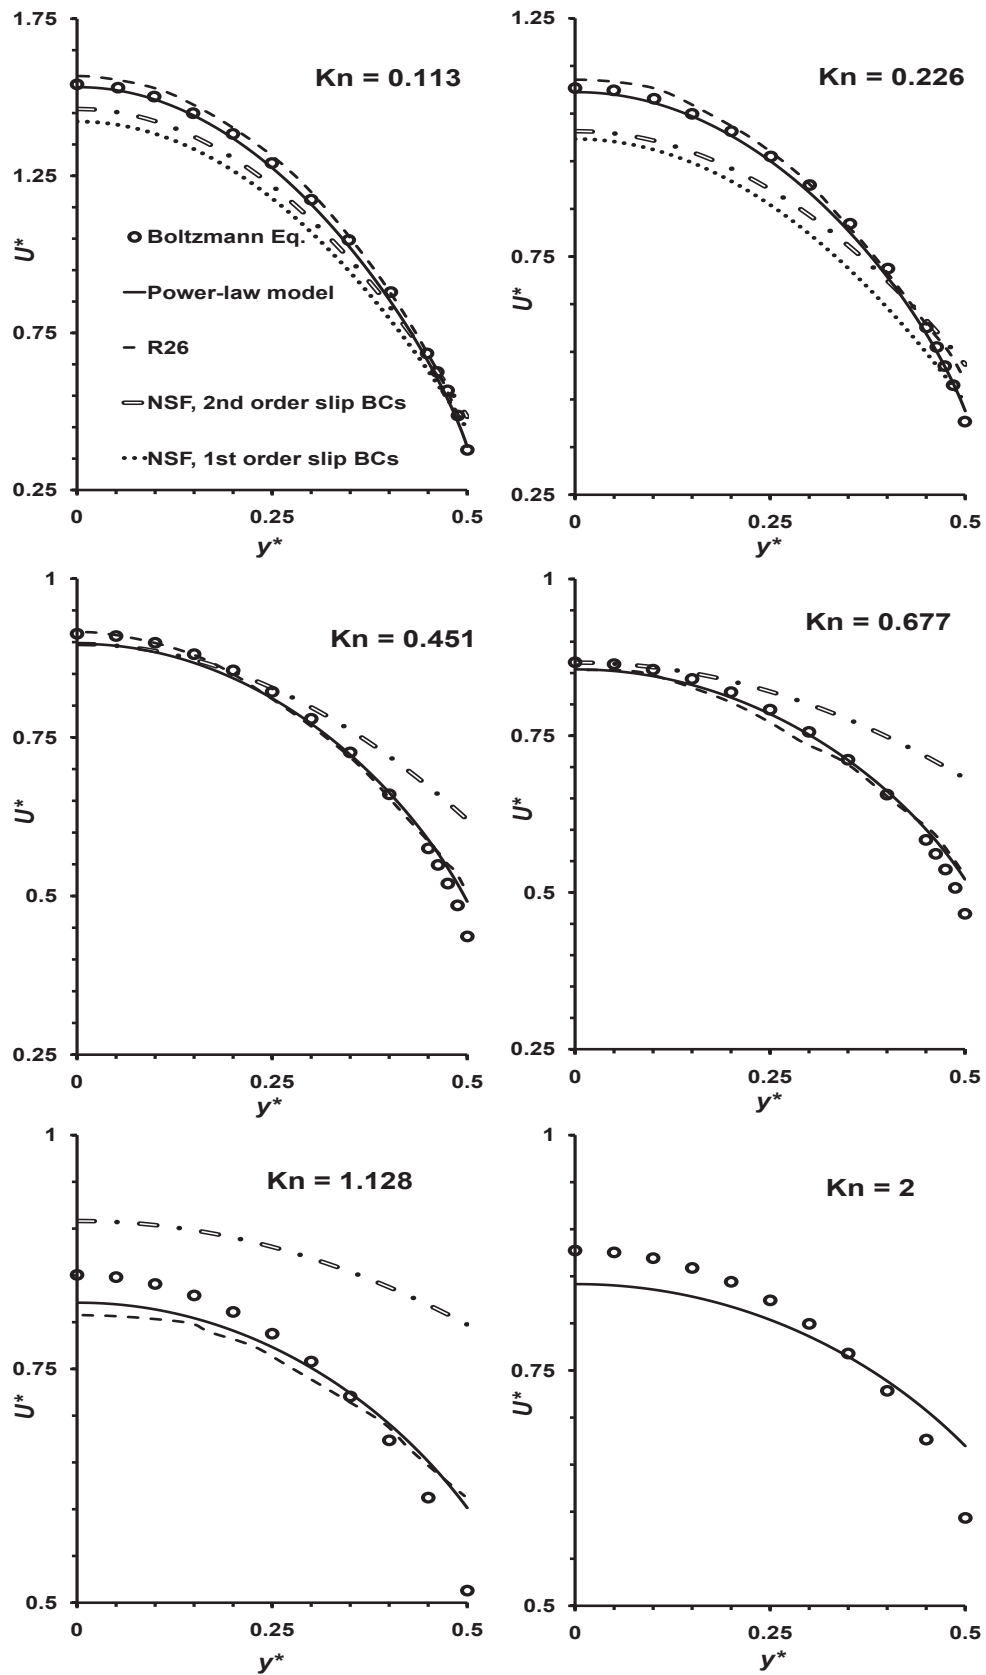 1.75
Kn = 0.113
1.25
U*
Boltzmann Eq.
Power-law model
0.75
R26
NSF, 2nd order slip BCs
NSF, 1st order slip BCs
0.25
0
0.25
0.5
y*
1.25
Kn = 0.226
0.75
U*
0.25
0
0.25
0.5
y*
1
Kn = 0.451
0.75
U*
0.5
0.25
0
0.25
0.5
y*
1
Kn = 0.677
0.75
U*
0.5
0.25
0
0.25
0.5
y*
1
Kn = 1.128
0.75
U*
0.5
0
0.25
0.5
y*
1
Kn = 2
0.75
U*
0.5
0
0.25
0.5
y*